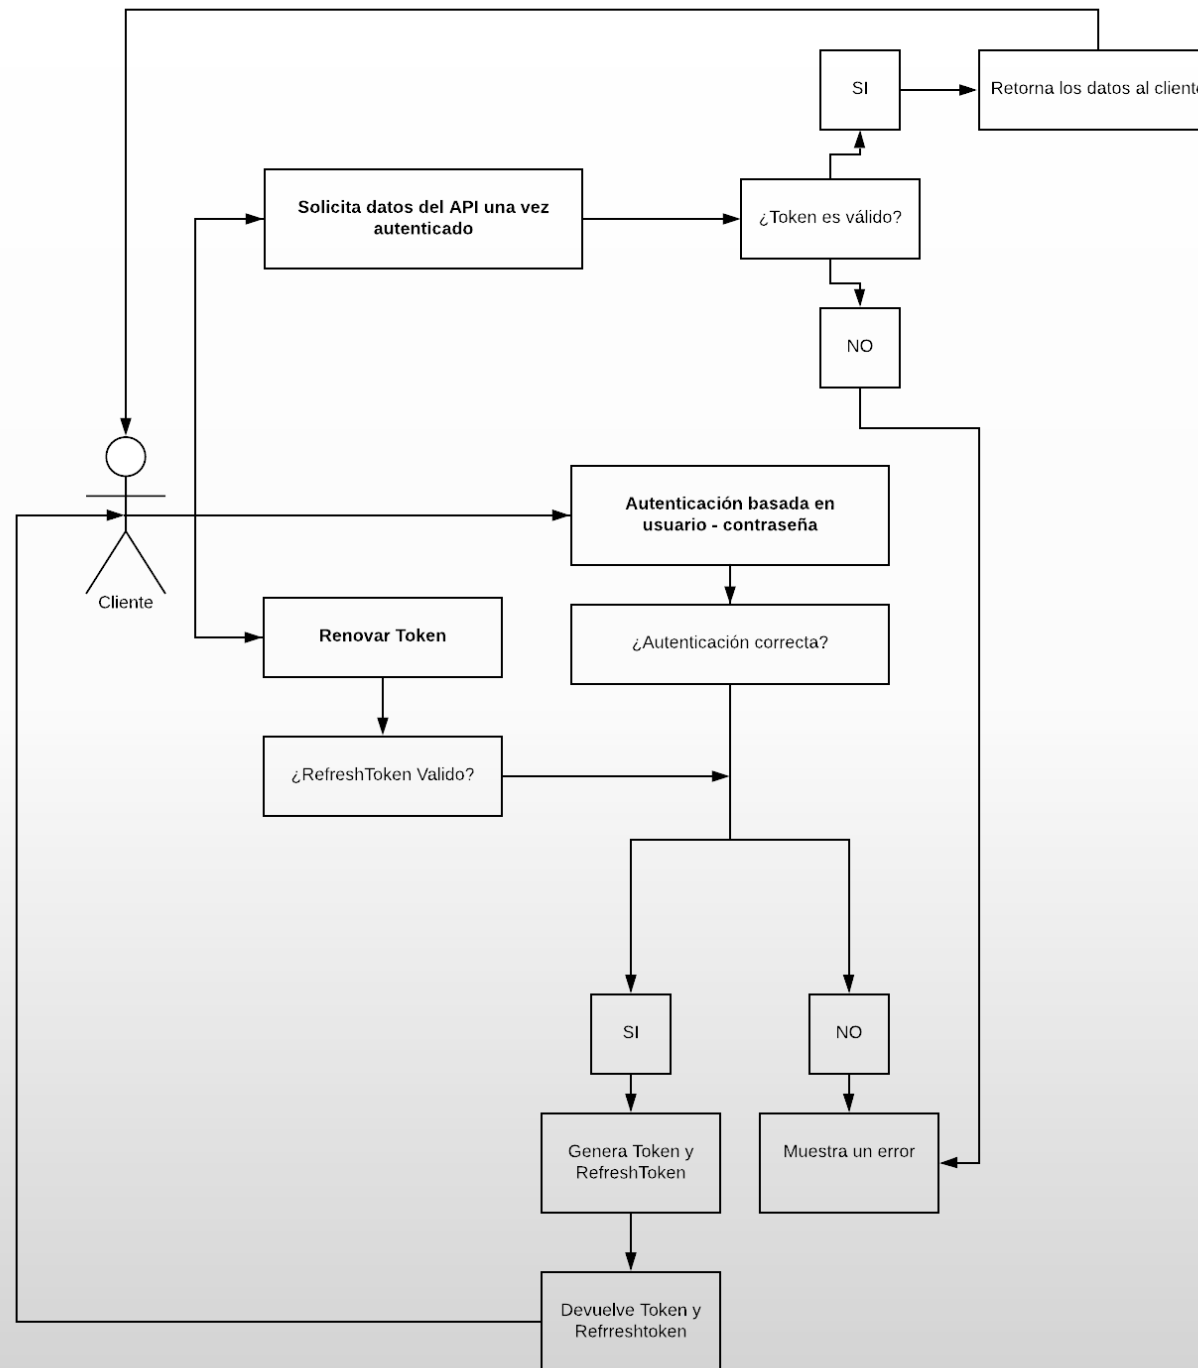 SI
Retorna los datos al cliente
Solicita datos del API una vez
autenticado
¿Token es válido?
NO
Autenticación basada en
usuario - contraseña
Cliente
Renovar Token
¿Autenticación correcta?
¿RefreshToken Valido?
SI
NO
Genera Token y
RefreshToken
Muestra un error
Devuelve Token y
Refrreshtoken